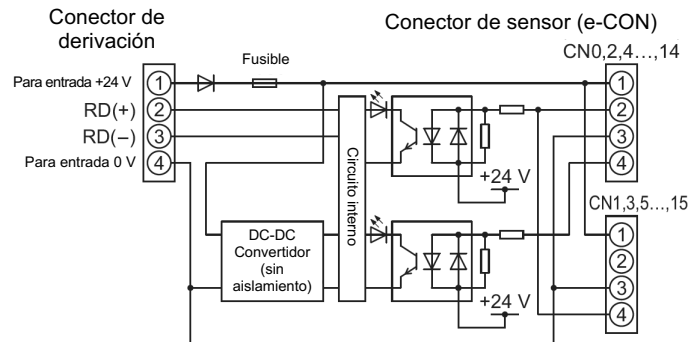 Conector de
derivación
Conector de sensor (e-CON)
Fusible
CN0,2,4...,14
Para entrada +24 V
1
RD(+)
2
RD(−)
3
Para entrada 0 V
4
1
2
3
4
Circuito interno
+24 V
CN1,3,5...,15
DC-DC
Convertidor
(sin
aislamiento)
1
2
3
4
+24 V